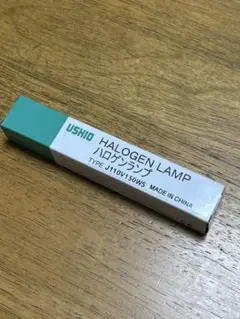 USHIO
HALOGEN LAMP
ハロゲンランプ
TYPE J110V150WS MADE IN CHINA